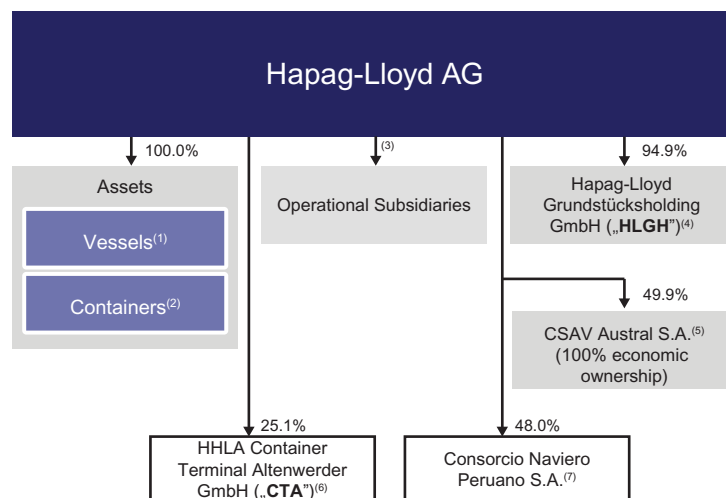 Hapag-Lloyd AG
100.0%
(3)
94.9%
Assets
Vessels(1)
Containers(2)
Operational Subsidiaries
Hapag-Lloyd
Grundstücksholding
GmbH („HLGH”)(4)
49.9%
CSAV Austral S.A.(5)
(100% economic
ownership)
25.1%
HHLA Container
Terminal Altenwerder
GmbH („CTA”)(6)
48.0%
Consorcio Naviero
Peruano S.A.(7)